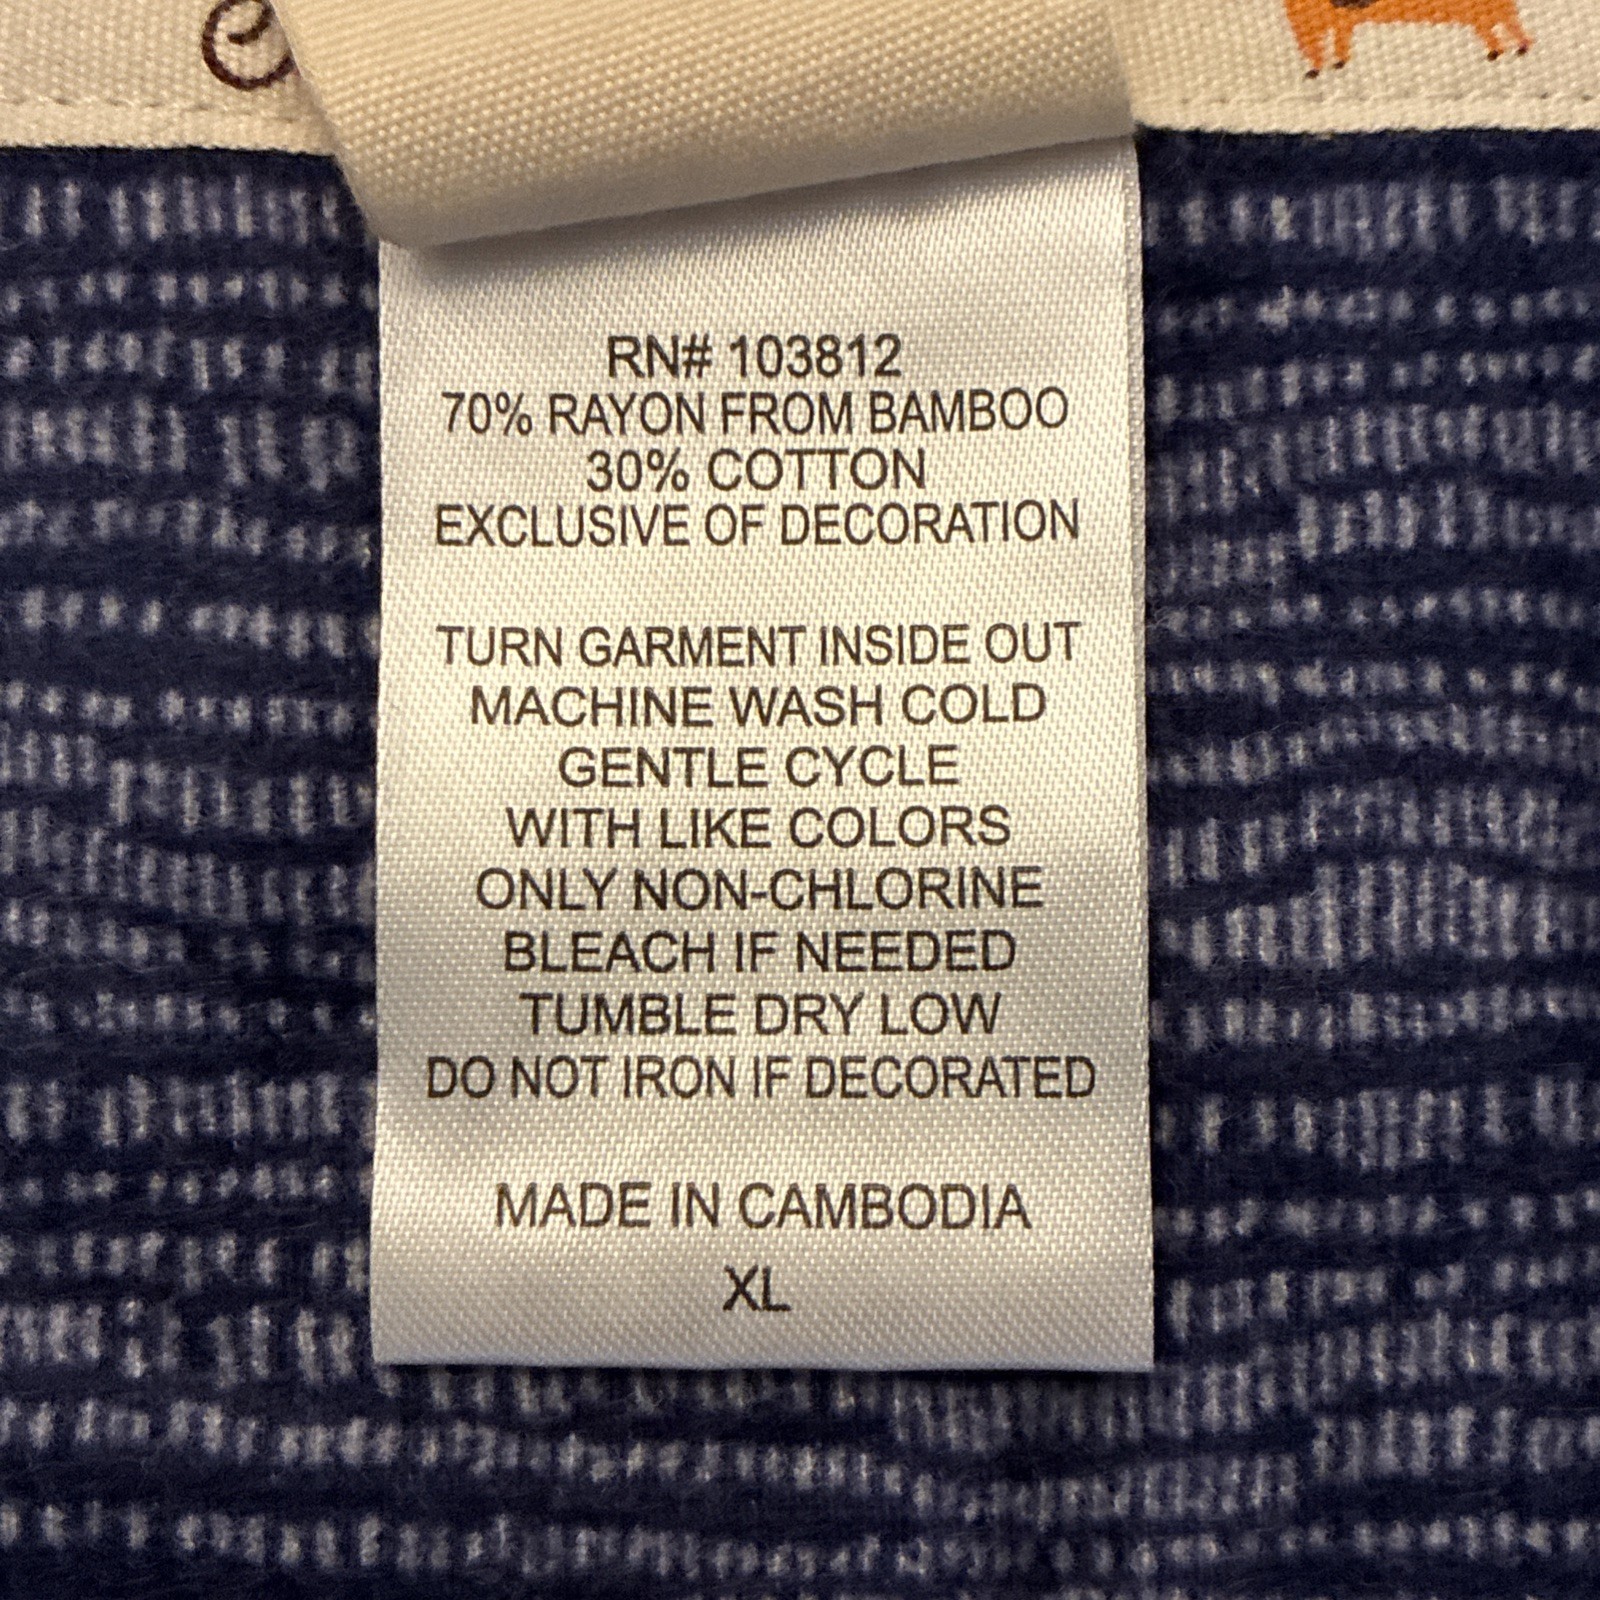 RN# 103812
70% RAYON FROM BAMBOO
30% COTTON
EXCLUSIVE OF DECORATION
TURN GARMENT INSIDE OUT
MACHINE WASH COLD
GENTLE CYCLE
WITH LIKE COLORS
ONLY NON-CHLORINE
BLEACH IF NEEDED
TUMBLE DRY LOW
DO NOT IRON IF DECORATED
MADE IN CAMBODIA
XL